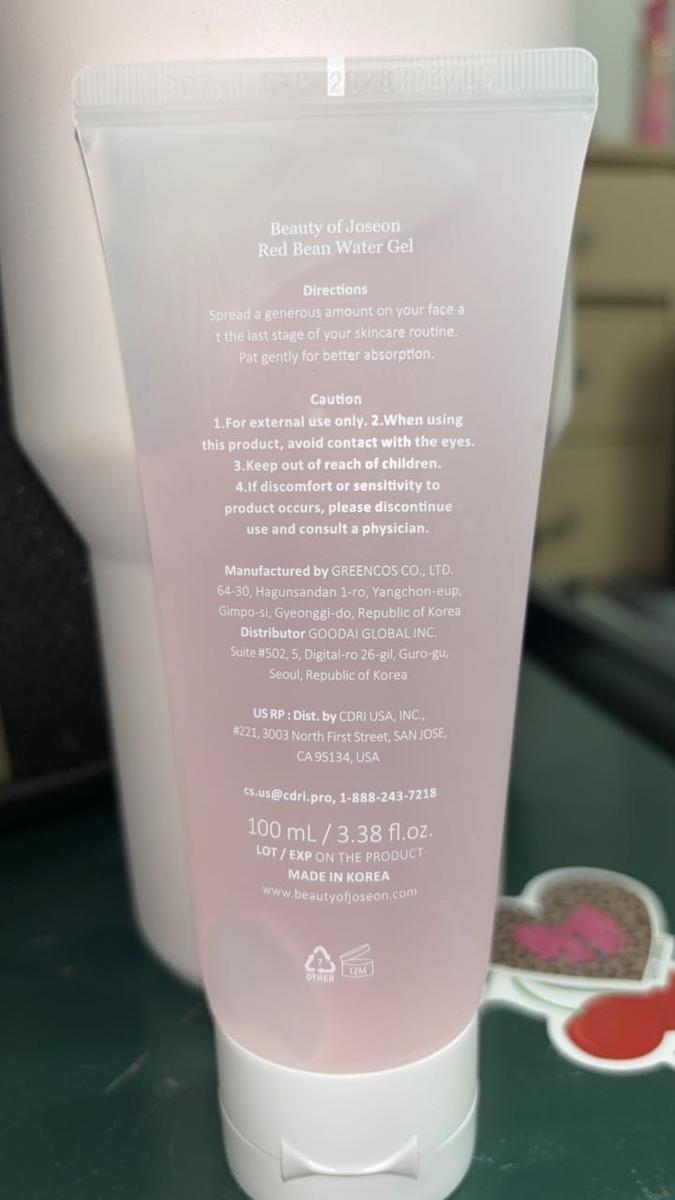 2028/03/0
Beauty of Joseon
Red Bean Water Gel
Directions
Spread a generous amount on your face a
t the last stage of your skincare routine.
Pat gently for better absorption.
Caution
1.For external use only. 2.When using
this product, avoid contact with the eyes.
3.Keep out of reach of children.
4.If discomfort or sensitivity to
product occurs, please discontinue
use and consult a physician.
Manufactured by GREENCOS CO., LTD.
64-30, Hagunsandan 1-ro, Yangchon-eup,
Gimpo-si, Gyeonggi-do, Republic of Korea
Distributor GOODAI GLOBAL INC.
Suite #502, 5, Digital-ro 26-gil, Guro-gu,
Seoul, Republic of Korea
US RP : Dist. by CDRI USA, INC.,
#221, 3003 North First Street, SAN JOSE,
CA 95134, USA
cs.us@cdri.pro, 1-888-243-7218
100 mL / 3.38 fl.oz.
LOT / EXP ON THE PRODUCT
MADE IN KOREA
www.beautyofjoseon.com
7
OTHER
12M